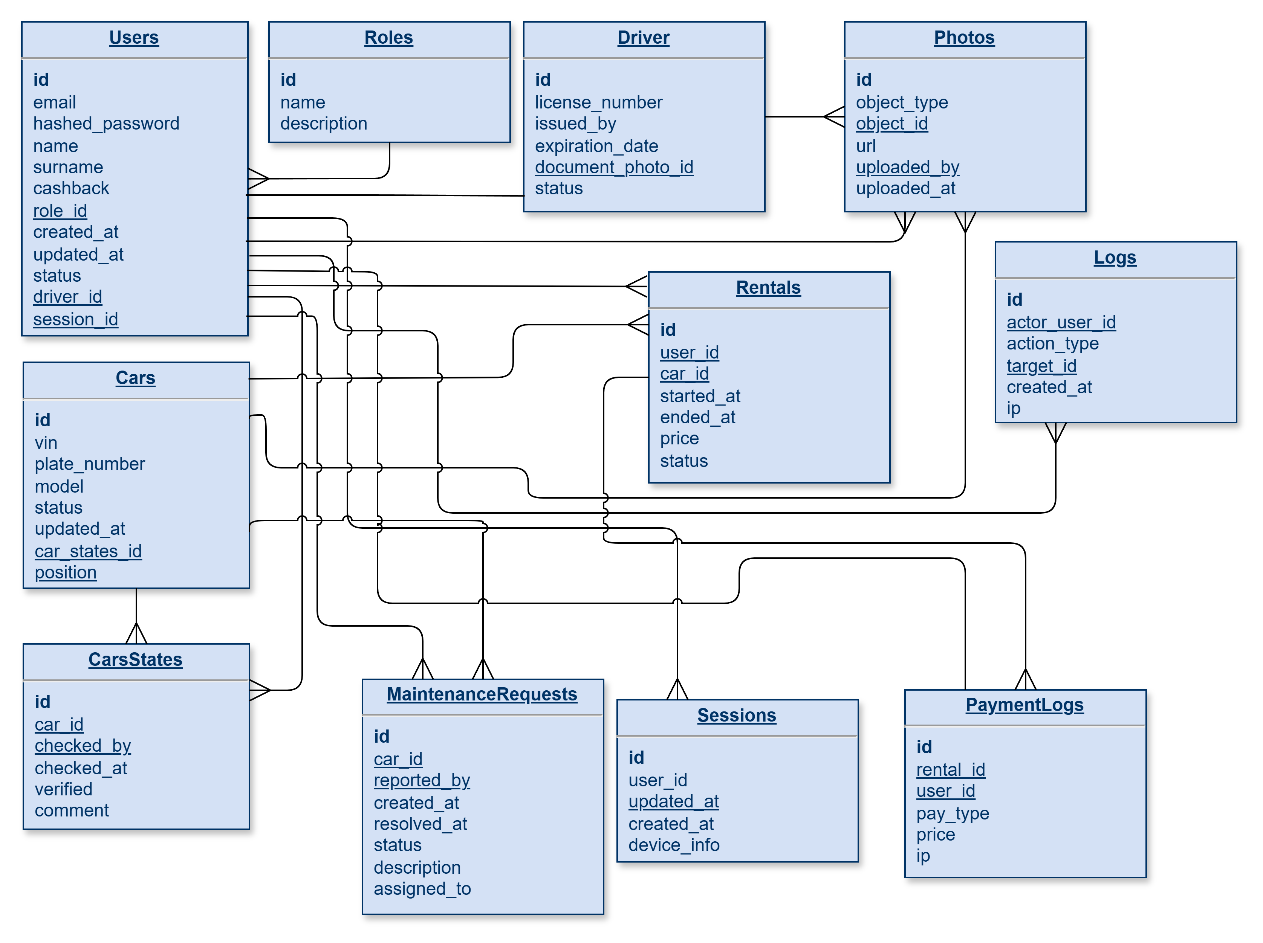 Users
id
email
hashed_password
name
surname
cashback
role_id
created_at
updated_at
status
driver_id
session_id
Roles
id
name
description
Driver
id
license_number
issued_by
expiration_date
document_photo_id
status
Photos
id
object_type
object_id
url
uploaded_by
uploaded_at
Logs
id
actor_user_id
action_type
target_id
created_at
ip
Rentals
id
user_id
car_id
started_at
ended_at
price
status
Cars
id
vin
plate_number
model
status
updated_at
car_states_id
position
CarsStates
id
car_id
checked_by
checked_at
verified
comment
MaintenanceRequests
id
car_id
reported_by
created_at
resolved_at
status
description
assigned_to
Sessions
id
user_id
updated_at
created_at
device_info
PaymentLogs
id
rental_id
user_id
pay_type
price
ip